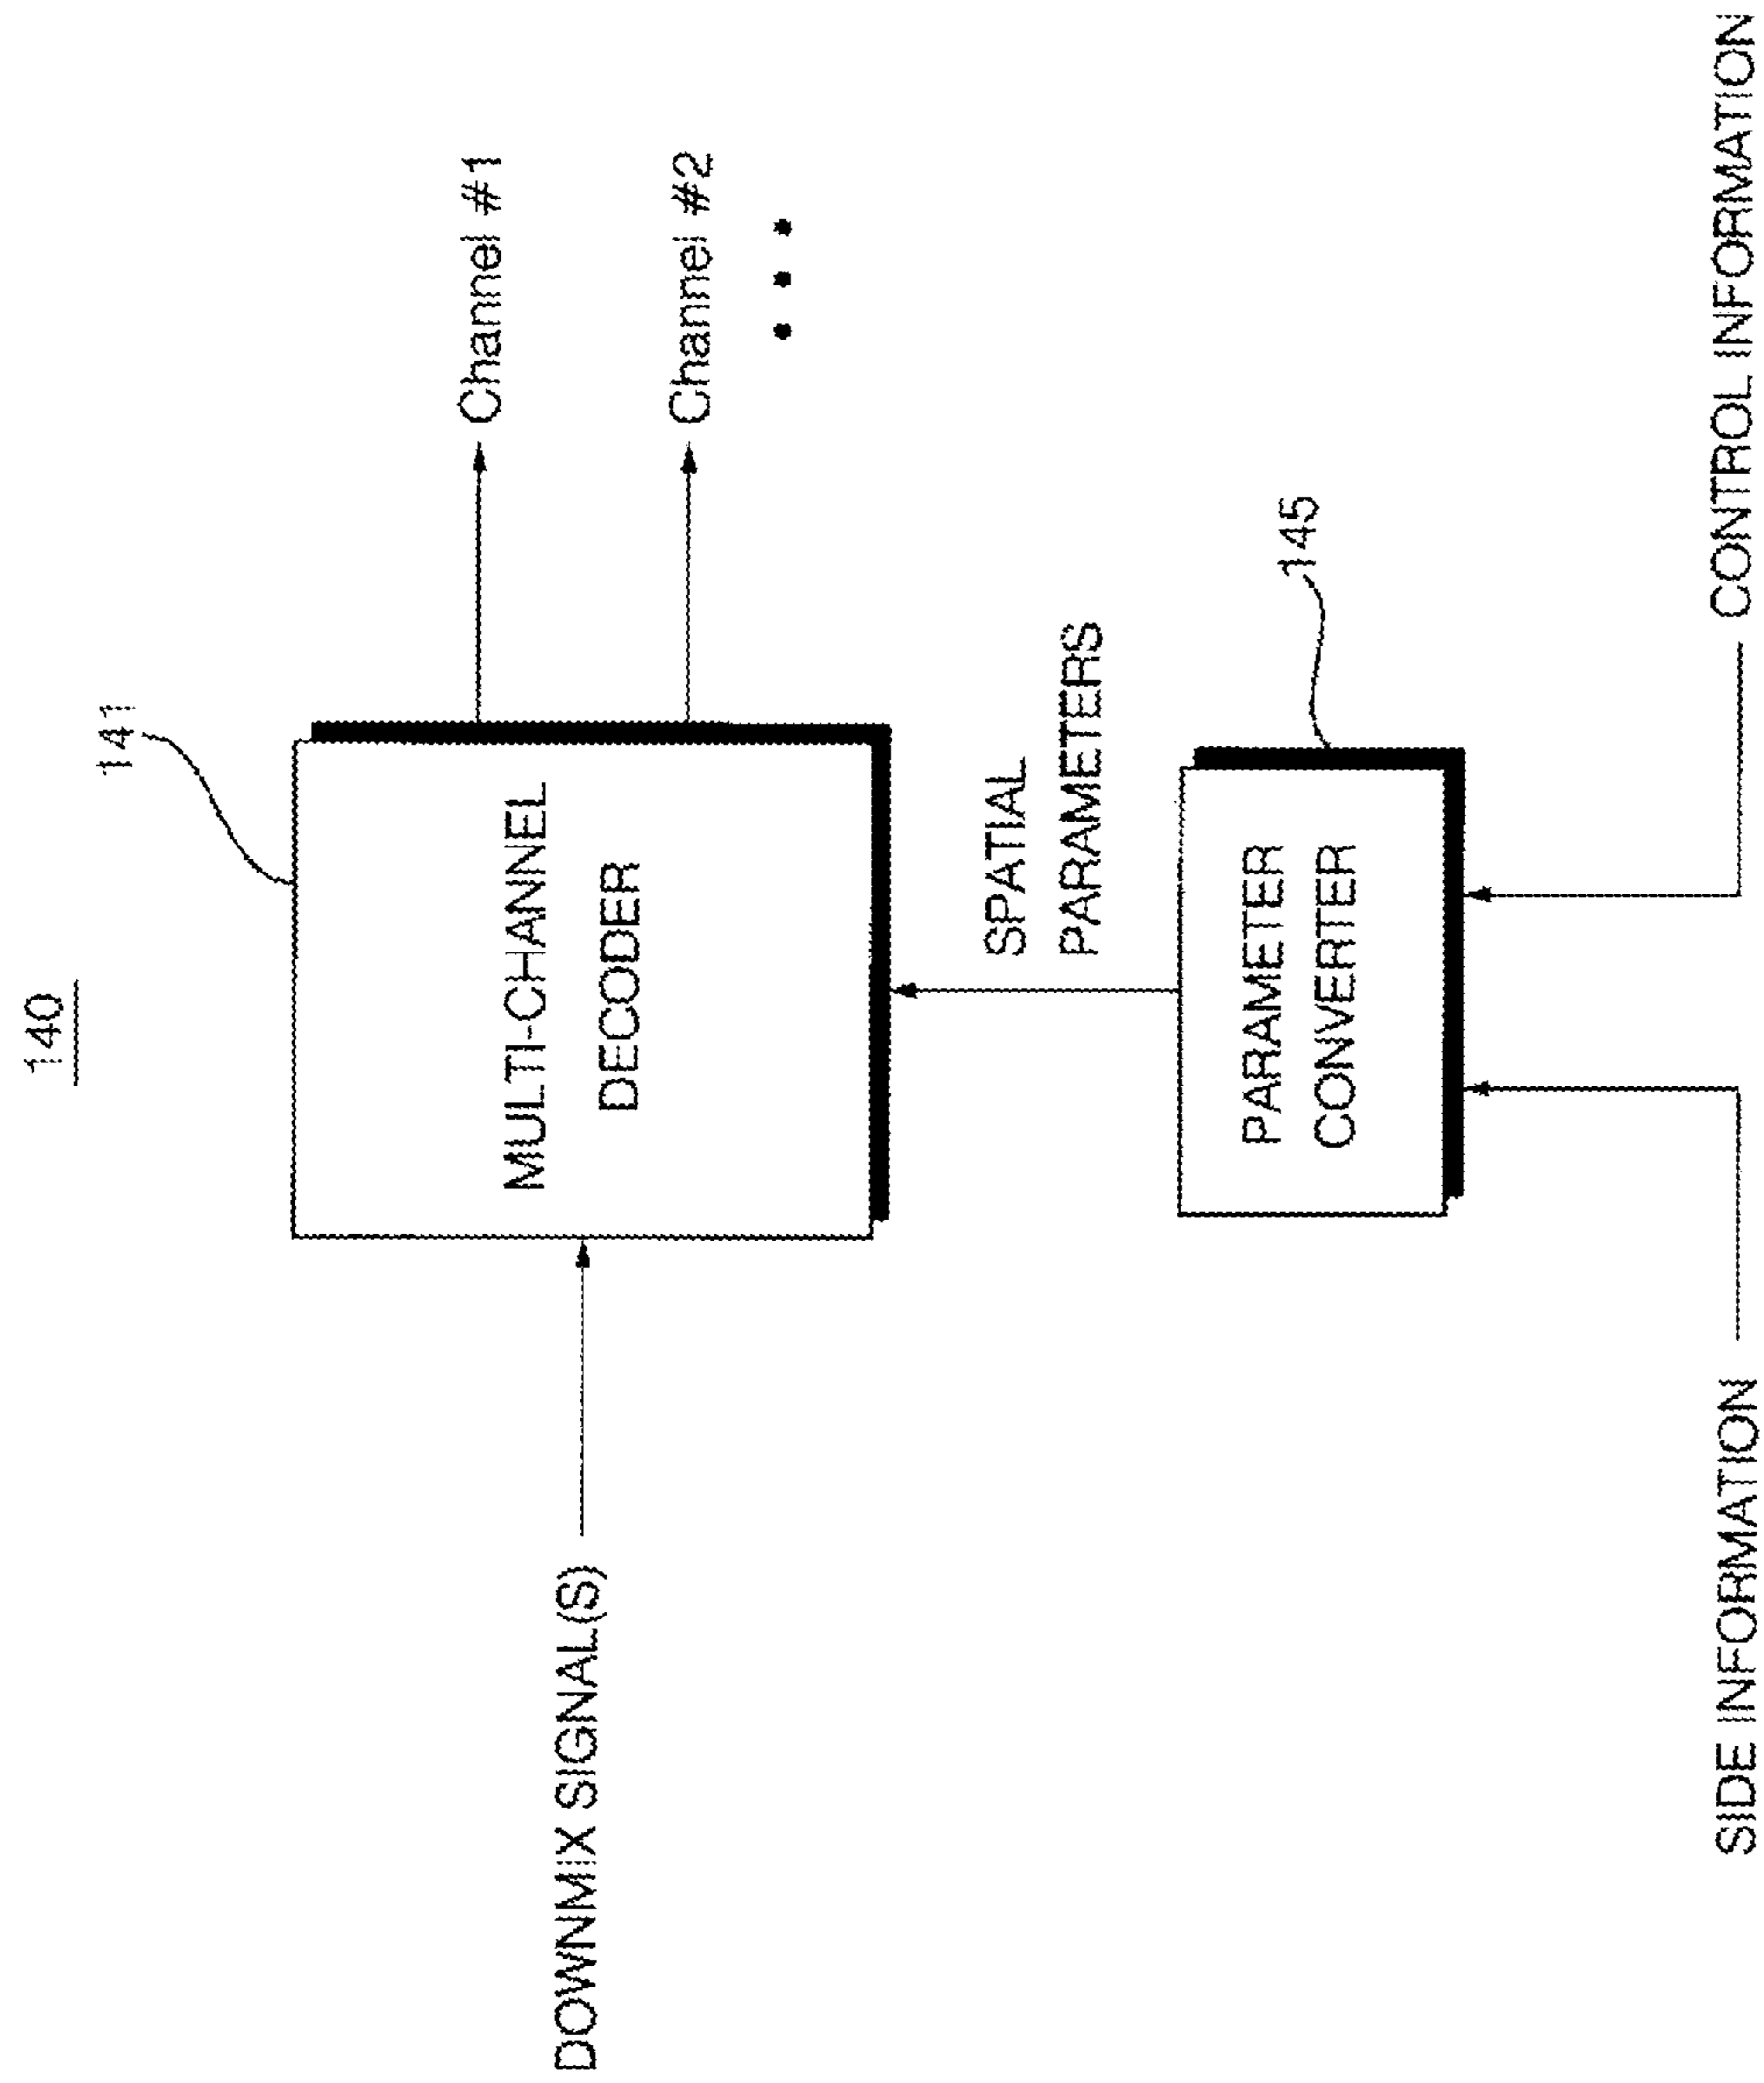 140
141
MULTI-CHANNEL
DECODER
DOWNMIX SIGNAL(S)
Channel #1
Channel #2
SPATIAL
PARAMETERS
145
PARAMETER
CONVERTER
SIDE INFORMATION
CONTROL INFORMATION